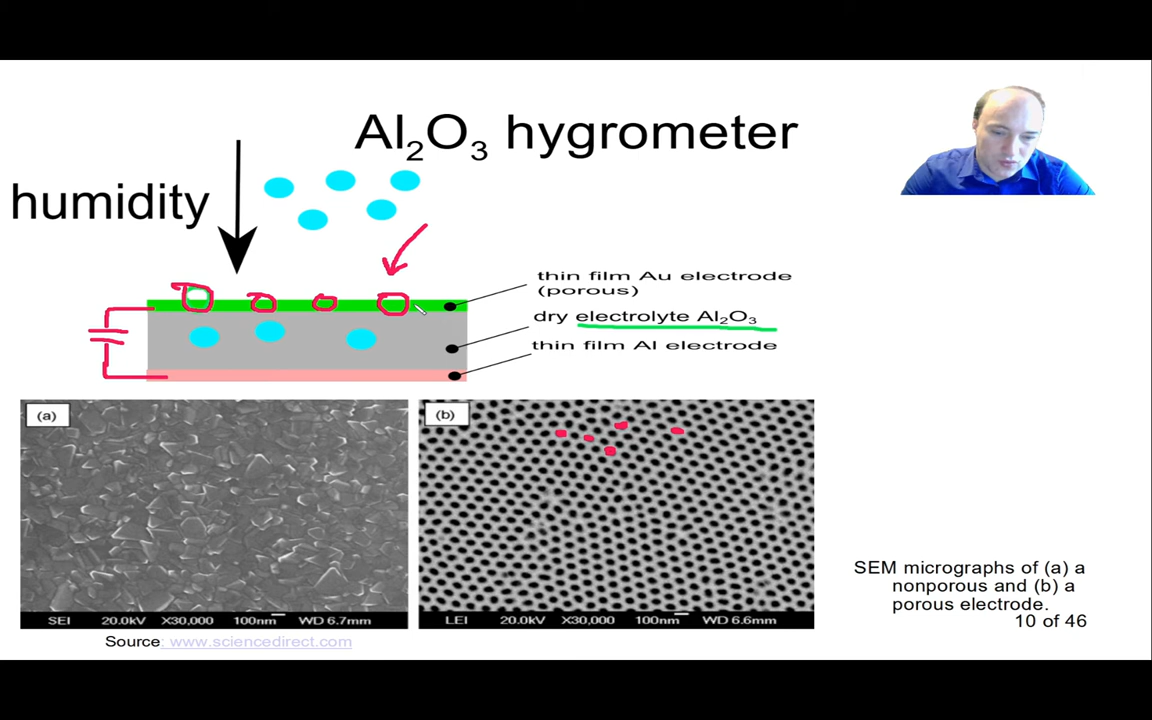 Al₂O₃ hygrometer
humidity
thin film Au electrode
(porous)
dry electrolyte Al₂O₃
thin film Al electrode
(a)
(b)
SEI 20.0kV X30,000 100nm WD 6.7mm
LEI 20.0kV X30,000 100nm WD 6.6mm
SEM micrographs of (a) a
nonporous and (b) a
porous electrode.
10 of 46
Source: www.sciencedirect.com